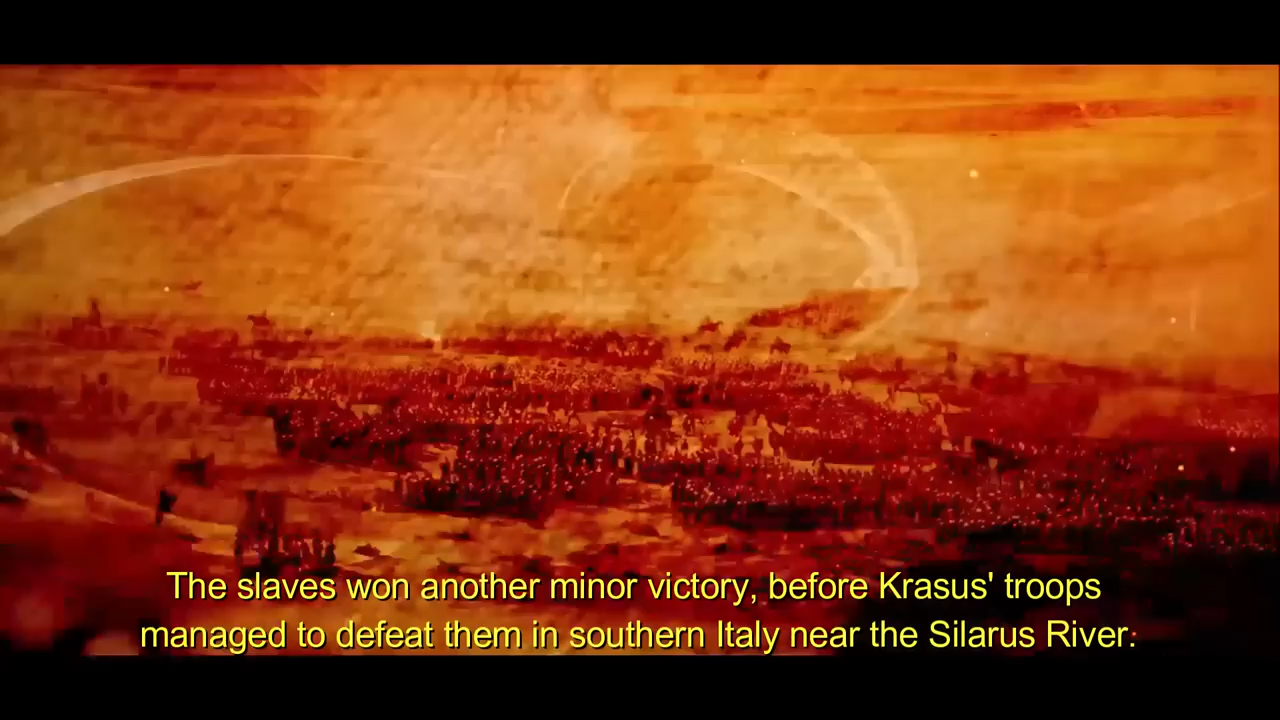 The slaves won another minor victory, before Krasus' troops
managed to defeat them in southern Italy near the Silarus River.